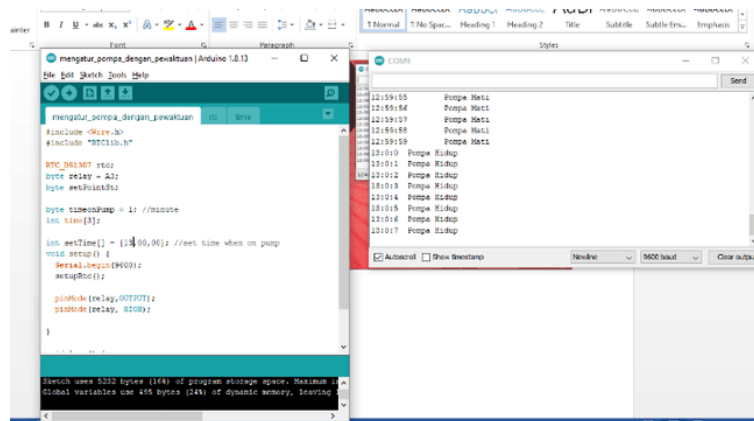 ainter
B I U abc x₂ x² A A
Font
Paragraph
T Normal T No Spac... Heading 1 Heading 2 Title Subtitle Subtle Em... Emphasis
Styles
mengatur_pompa_dengan_pewaktuan | Arduino 1.8.13
File Edit Sketch Tools Help
mengatur_pompa_dengan_pewaktuan rtc time
#include <Wire.h>
#include "RTClib.h"
RTC_DS1307 rtc;
byte relay = A3;
byte setPointSt;
byte timeonPump = 1; //minute
int time[3];
int setTime[] = {13,00,00}; //set time when on pump
void setup() {
Serial.begin(9600);
setupRtc();
pinMode(relay,OUTPUT);
pinMode(relay, HIGH);
}
Sketch uses 5232 bytes (16%) of program storage space. Maximum i
Global variables use 495 bytes (24%) of dynamic memory, leaving
COM9
Send
12:59:55 Pompa Mati
12:59:56 Pompa Mati
12:59:57 Pompa Mati
12:59:58 Pompa Mati
12:59:59 Pompa Mati
13:0:0 Pompa Hidup
13:0:1 Pompa Hidup
13:0:2 Pompa Hidup
13:0:3 Pompa Hidup
13:0:4 Pompa Hidup
13:0:5 Pompa Hidup
13:0:6 Pompa Hidup
13:0:7 Pompa Hidup
Autoscroll Show timestamp Newline 9600 baud Clear outpu